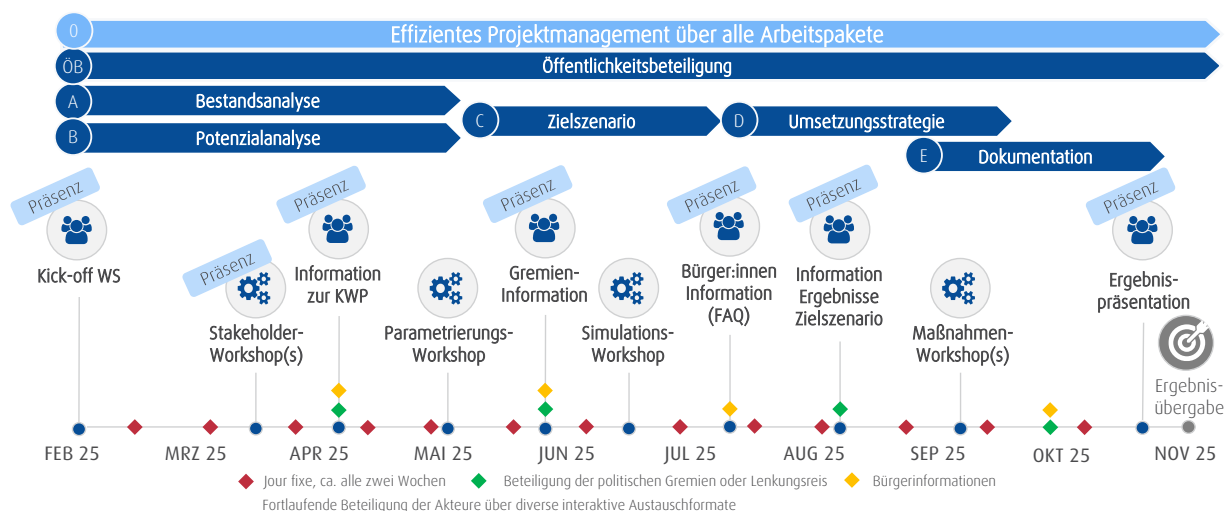 0
Effizientes Projektmanagement über alle Arbeitspakete
ÖB
Öffentlichkeitsbeteiligung
A
Bestandsanalyse
B
Potenzialanalyse
C
Zielszenario
D
Umsetzungsstrategie
E
Dokumentation
Präsenz
Kick-off WS
Präsenz
Stakeholder-
Workshop(s)
Präsenz
Information
zur KWP
Parametrierungs-
Workshop
Präsenz
Gremien-
Information
Simulations-
Workshop
Präsenz
Bürger:innen
Information
(FAQ)
Präsenz
Information
Ergebnisse
Zielszenario
Maßnahmen-
Workshop(s)
Präsenz
Ergebnis-
präsentation
Ergebnis-
übergabe
FEB 25
MRZ 25
APR 25
MAI 25
JUN 25
JUL 25
AUG 25
SEP 25
OKT 25
NOV 25
Jour fixe, ca. alle zwei Wochen
Beteiligung der politischen Gremien oder Lenkungsreis
Bürgerinformationen
Fortlaufende Beteiligung der Akteure über diverse interaktive Austauschformate